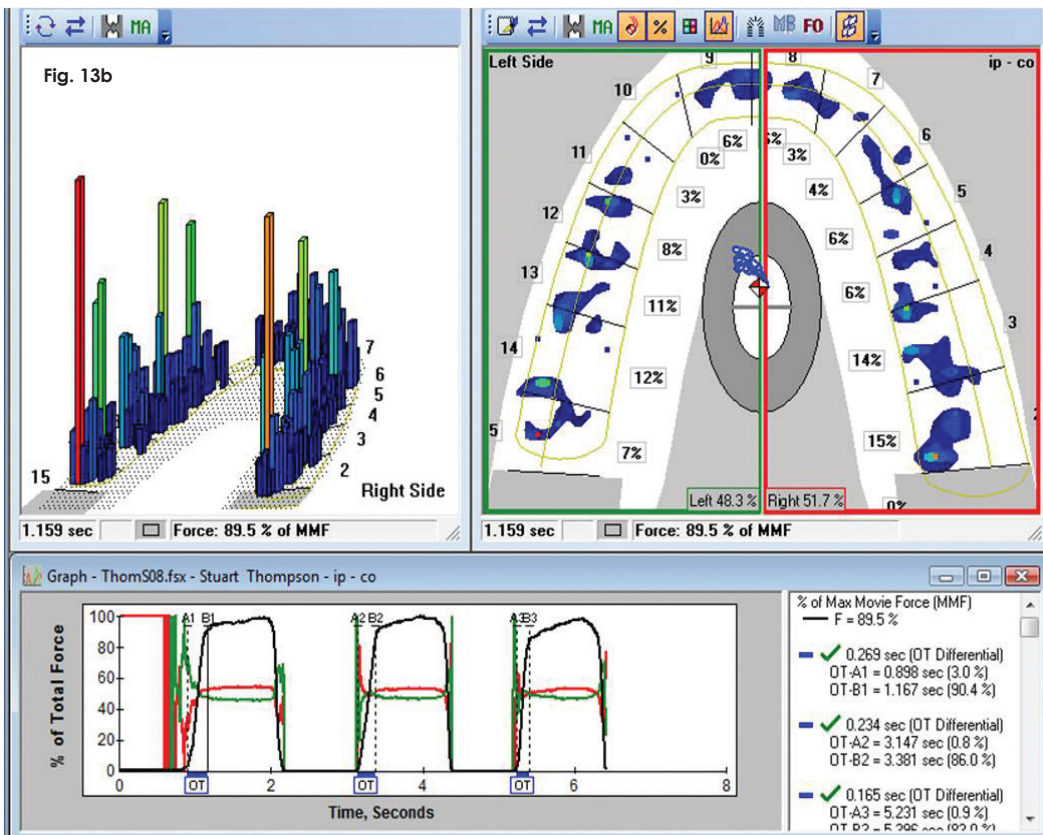 MA
Fig. 13b
7
6
5
4
3
2
15
Right Side
1.159 sec
Force: 89.5 % of MMF
MA
%
MB
FO
Left Side
ip - co
9
8
10
7
11
6
12
5
13
4
14
3
5
6%
0%
3%
3%
4%
8%
6%
11%
6%
12%
14%
7%
15%
0%
Left 48.3 %
Right 51.7 %
1.159 sec
Force: 89.5 % of MMF
Graph - ThomS08.fsx - Stuart Thompson - ip - co
% of Total Force
100
80
60
40
20
0
A1
B1
A2
B2
A3
B3
OT
OT
OT
0
2
4
6
8
Time, Seconds
% of Max Movie Force (MMF)
F = 89.5 %
0.269 sec (OT Differential)
OT-A1 = 0.898 sec (3.0 %)
OT-B1 = 1.167 sec (90.4 %)
0.234 sec (OT Differential)
OT-A2 = 3.147 sec (0.8 %)
OT-B2 = 3.381 sec (86.0 %)
0.165 sec (OT Differential)
OT-A3 = 5.231 sec (0.9 %)